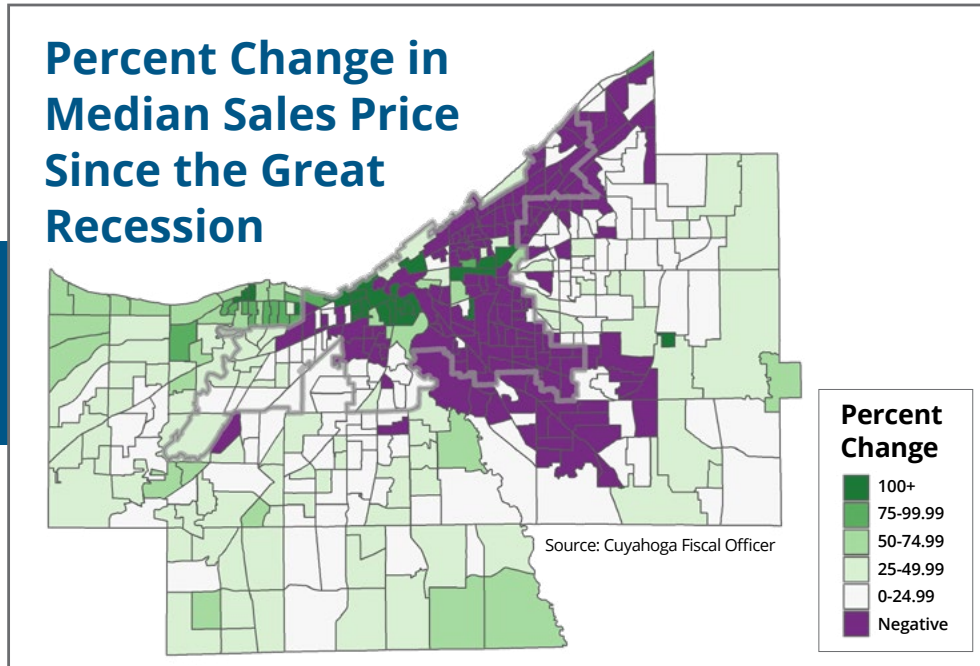 Percent Change in
Median Sales Price
Since the Great
Recession
Source: Cuyahoga Fiscal Officer
Percent
Change
100+
75-99.99
50-74.99
25-49.99
0-24.99
Negative